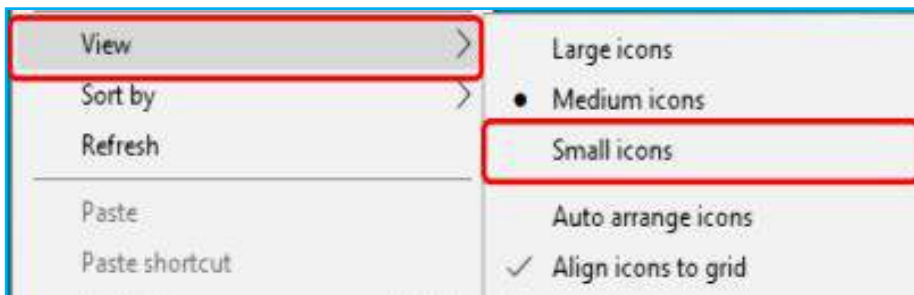 View
Sort by
Refresh
Paste
Paste shortcut
Large icons
Medium icons
Small icons
Auto arrange icons
Align icons to grid